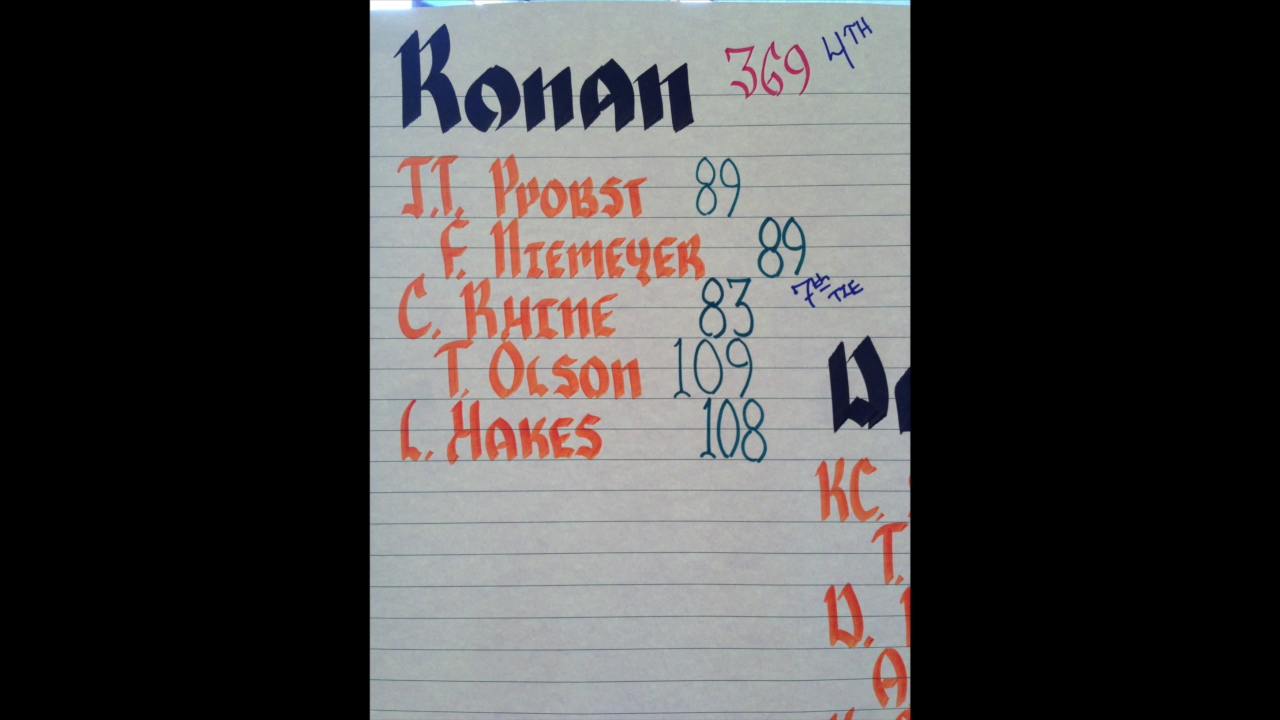 Ronan 369 4TH
J.T. Probst 89
F. Niemeyer 89
C. Rhine 83 7th TIE
T. Olson 109
L. Hakes 108
KC.
T.
D.
A